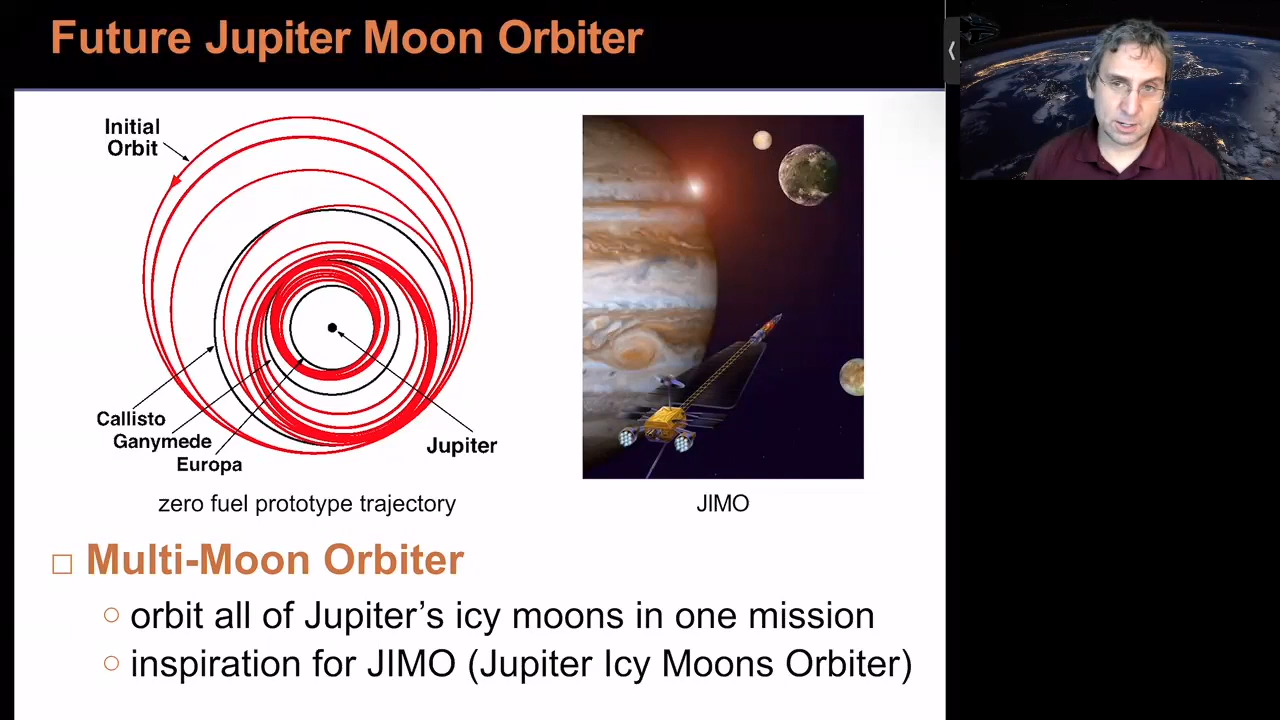 Future Jupiter Moon Orbiter
Initial
Orbit
Callisto
Ganymede
Europa
Jupiter
zero fuel prototype trajectory
JIMO
Multi-Moon Orbiter
orbit all of Jupiter’s icy moons in one mission
inspiration for JIMO (Jupiter Icy Moons Orbiter)